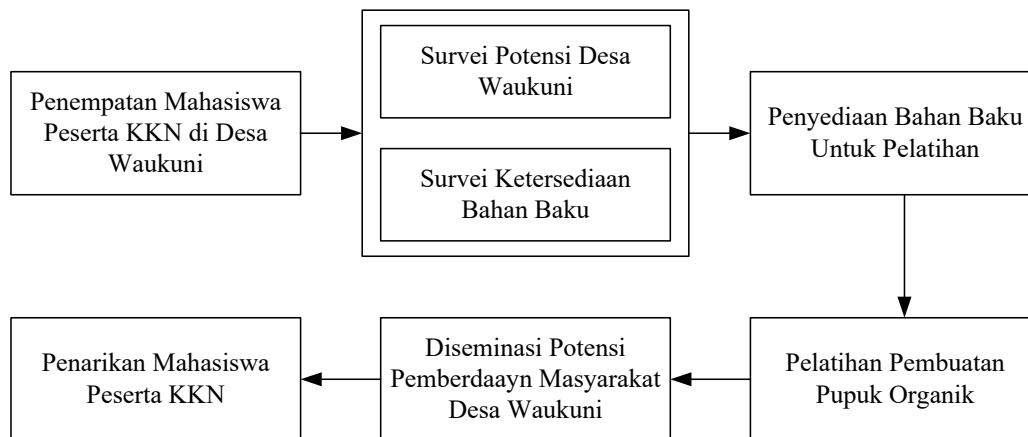 Penempatan Mahasiswa
Peserta KKN di Desa
Waukuni
Survei Potensi Desa
Waukuni
Survei Ketersediaan
Bahan Baku
Penyediaan Bahan Baku
Untuk Pelatihan
Pelatihan Pembuatan
Pupuk Organik
Diseminasi Potensi
Pemberdaayn Masyarakat
Desa Waukuni
Penarikan Mahasiswa
Peserta KKN